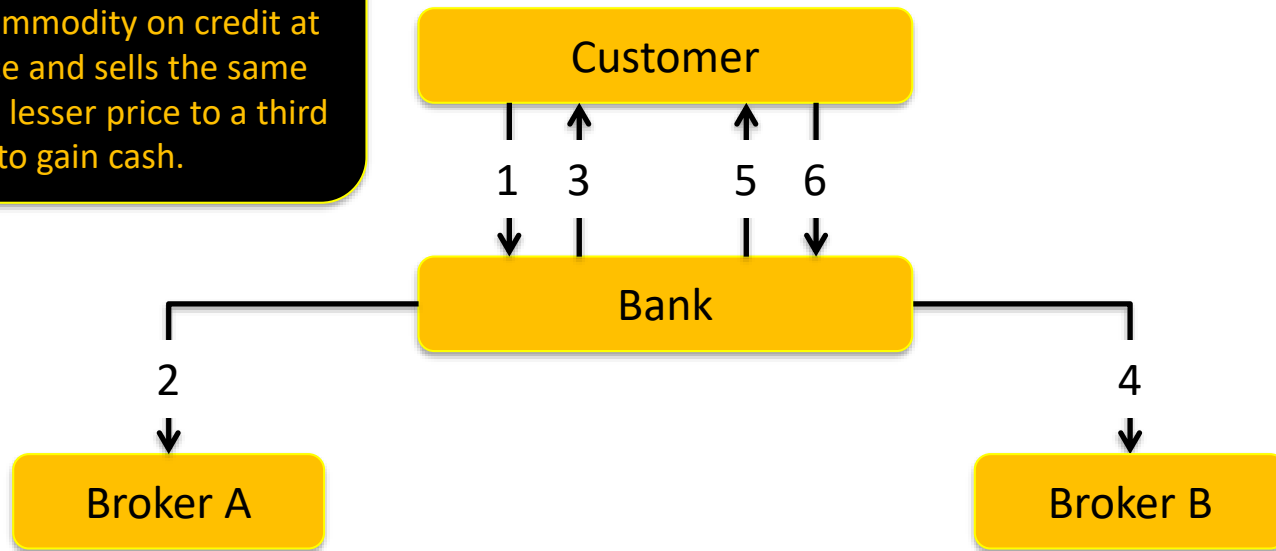 mmodity on credit at
e and sells the same
lesser price to a third
to gain cash.
Customer
1 3 5 6
Bank
2 4
Broker A Broker B